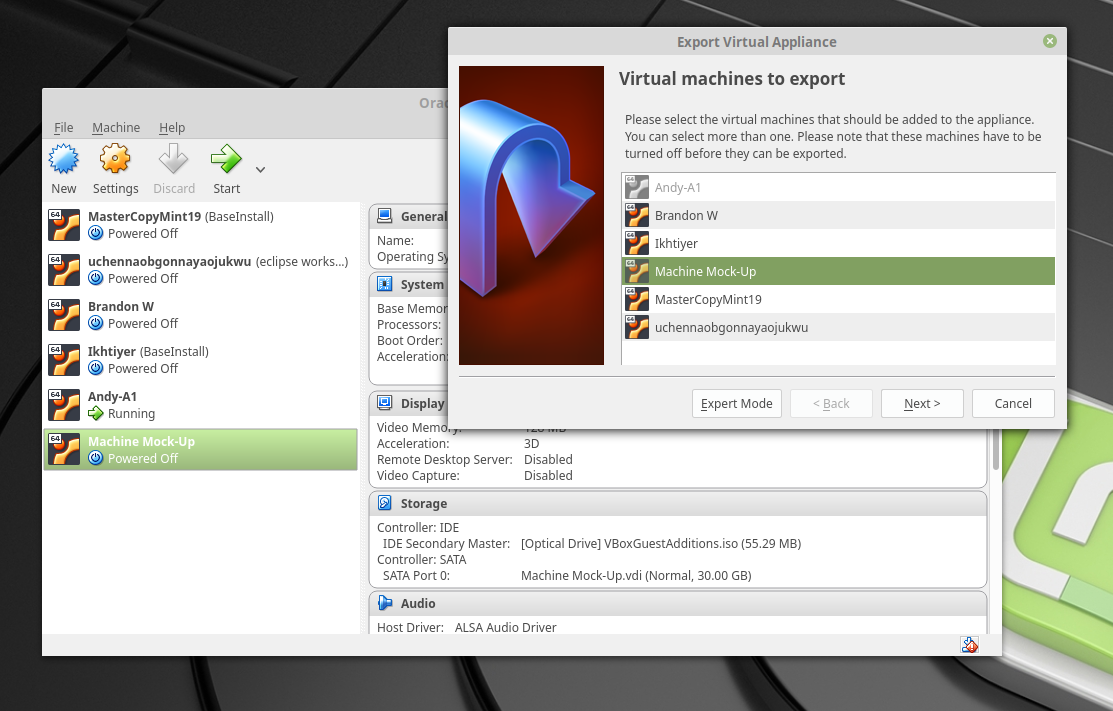 Export Virtual Appliance
Virtual machines to export
Please select the virtual machines that should be added to the appliance.
You can select more than one. Please note that these machines have to be
turned off before they can be exported.
Andy-A1
Brandon W
Ikhtiyer
Machine Mock-Up
MasterCopyMint19
uchennaobgonnayaojukwu
Expert Mode
< Back
Next >
Cancel
File Machine Help
New Settings Discard Start
64 MasterCopyMint19 (BaseInstall)
Powered Off
64 uchennaobgonnayaojukwu (eclipse works...)
Powered Off
64 Brandon W
Powered Off
64 Ikhtiyer (BaseInstall)
Powered Off
64 Andy-A1
Running
64 Machine Mock-Up
Powered Off
General
Name:
Operating Sy
System
Base Memor
Processors:
Boot Order:
Acceleration:
Display
Video Memory: 128 MB
Acceleration: 3D
Remote Desktop Server: Disabled
Video Capture: Disabled
Storage
Controller: IDE
IDE Secondary Master: [Optical Drive] VBoxGuestAdditions.iso (55.29 MB)
Controller: SATA
SATA Port 0: Machine Mock-Up.vdi (Normal, 30.00 GB)
Audio
Host Driver: ALSA Audio Driver